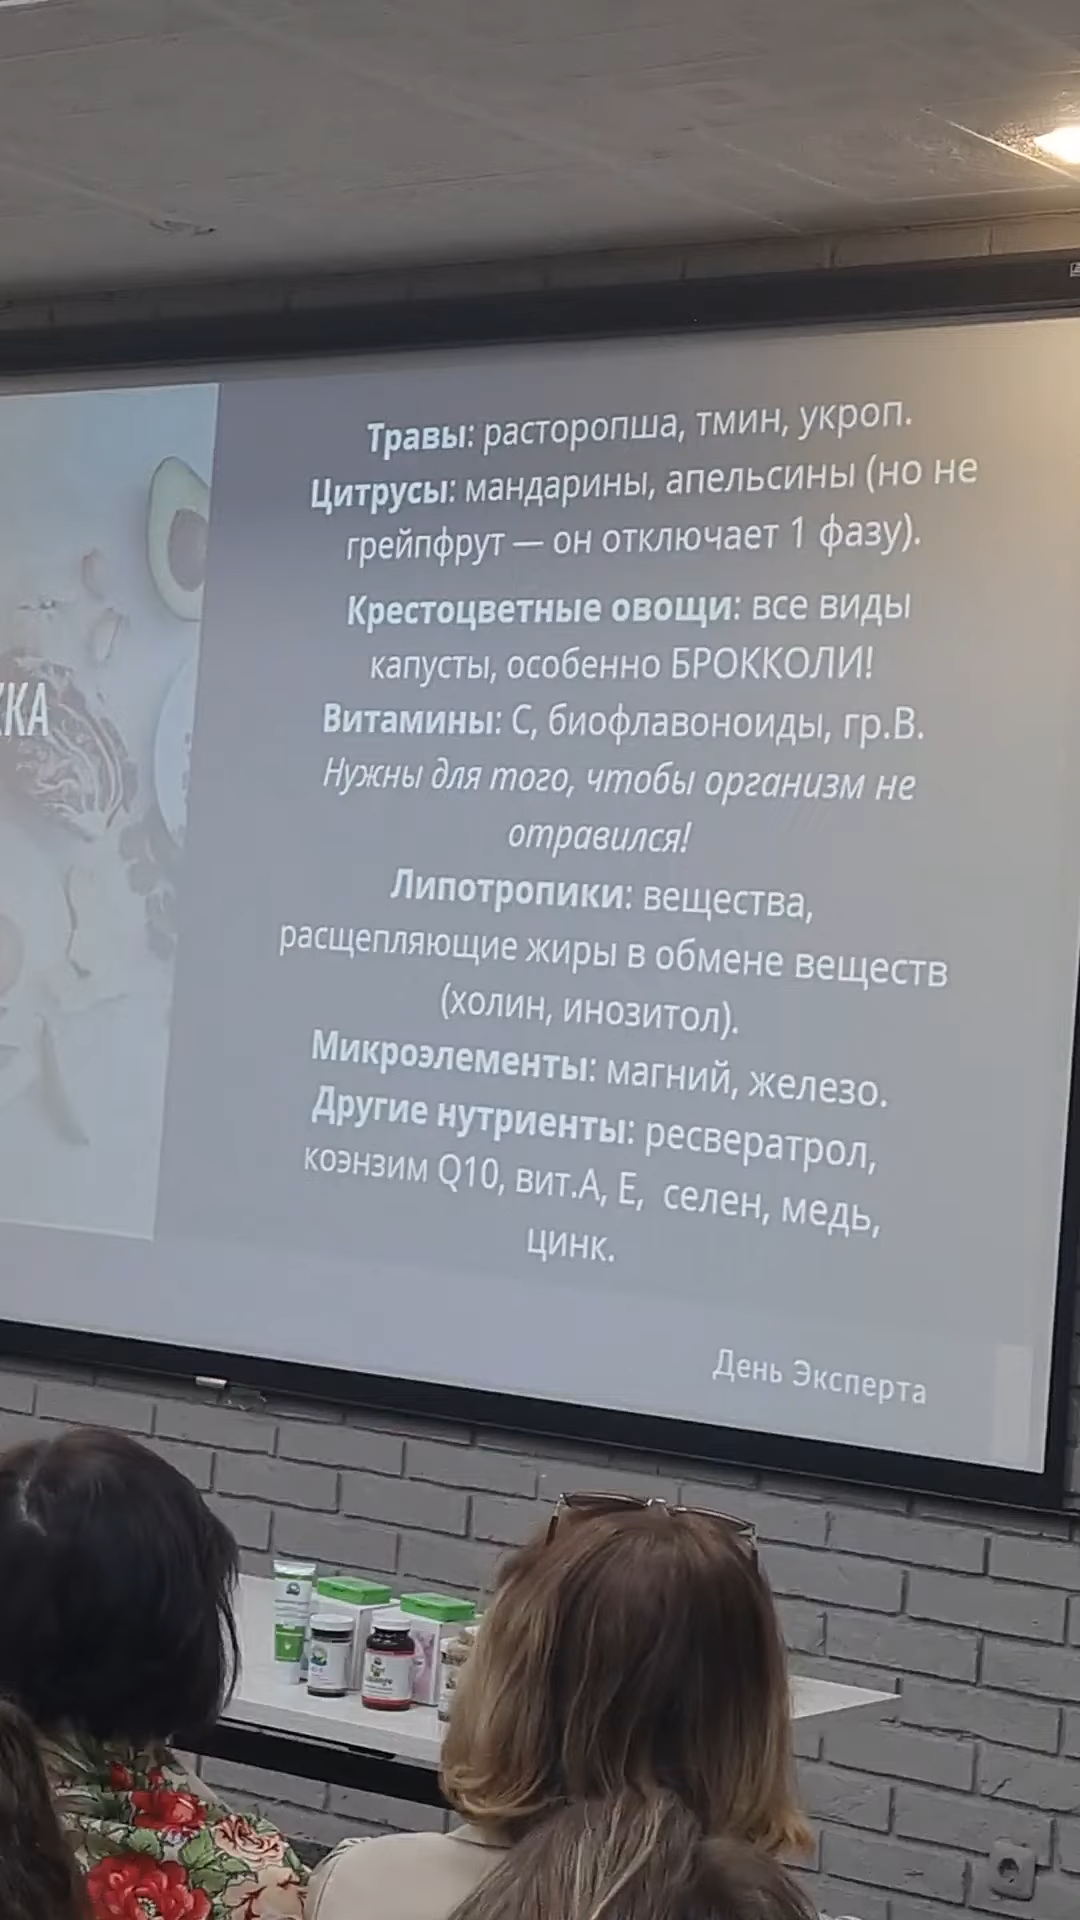 Травы: расторопша, тмин, укроп.
Цитрусы: мандарины, апельсины (но не
грейпфрут — он отключает 1 фазу).
Крестоцветные овощи: все виды
капусты, особенно БРОККОЛИ!
Витамины: С, биофлавоноиды, гр.В.
Нужны для того, чтобы организм не
отравился!
Липотропики: вещества,
расщепляющие жиры в обмене веществ
(холин, инозитол).
Микроэлементы: магний, железо.
Другие нутриенты: ресвератрол,
коэнзим Q10, вит.А, Е, селен, медь,
цинк.
День Эксперта